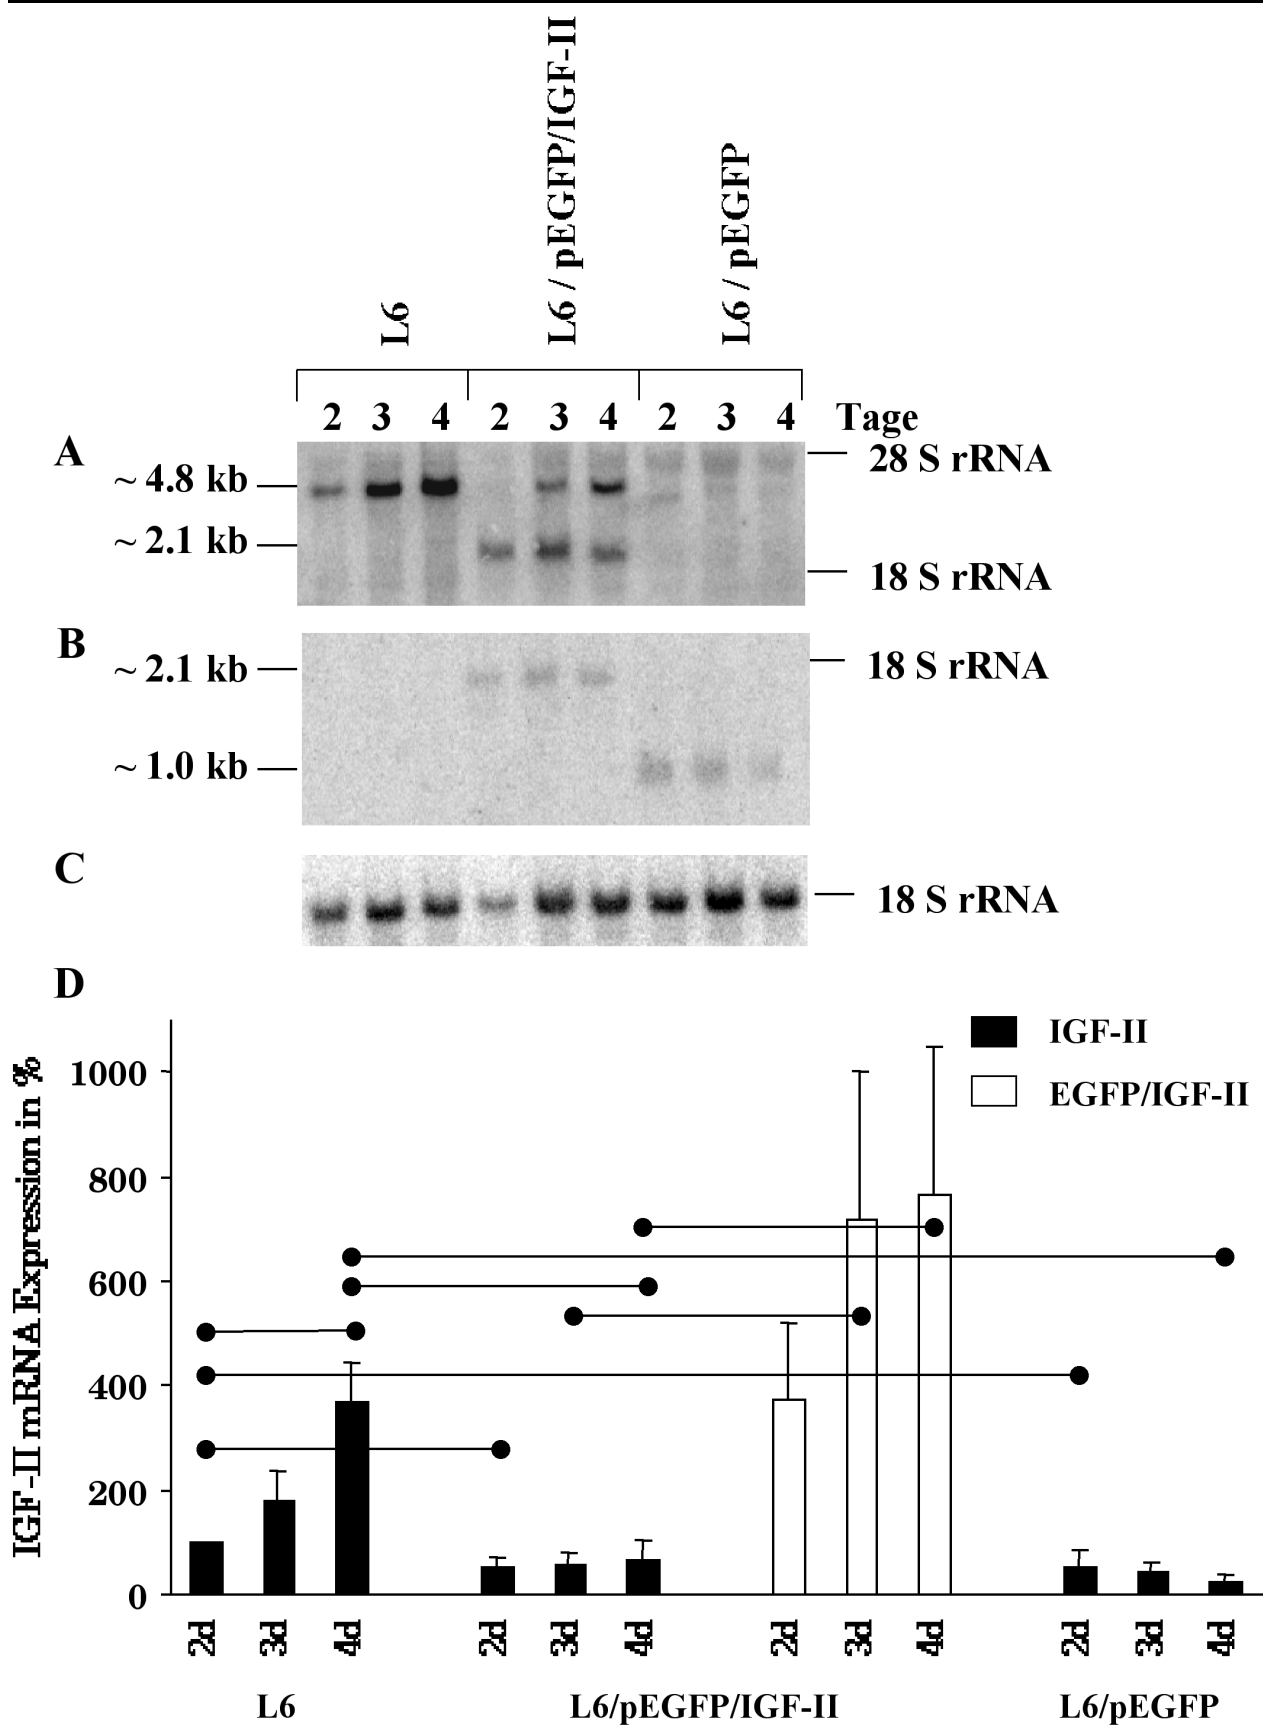 L6
L6 / pEGFP/IGF-II
L6 / pEGFP
2 3 4 2 3 4 2 3 4 Tage
A
28 S rRNA
~ 4.8 kb
~ 2.1 kb
18 S rRNA
B
~ 2.1 kb
18 S rRNA
~ 1.0 kb
C
18 S rRNA
D
IGF-II mRNA Expression in %
IGF-II
EGFP/IGF-II
1000
800
600
400
200
0
2d 3d 4d 2d 3d 4d 2d 3d 4d 2d 3d 4d
L6 L6/pEGFP/IGF-II L6/pEGFP